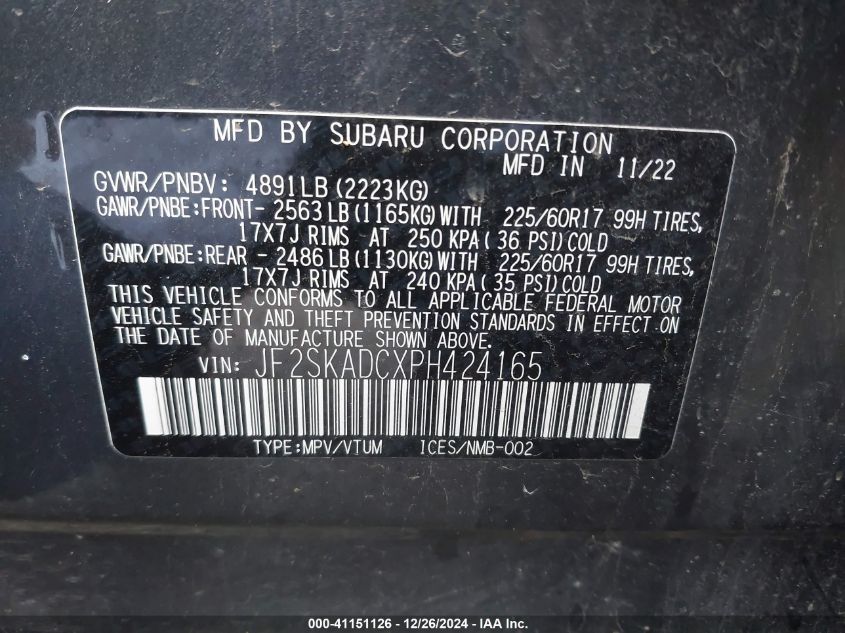 MFD BY SUBARU CORPORATION
MFD IN 11/22
GVWR/PNBV: 4891LB(2223KG)
GAWR/PNBE:FRONT- 2563LB(1165KG)WITH 225/60R17 99H TIRES,
17X7J RIMS AT 250 KPA( 36 PSI)COLD
GAWR/PNBE:REAR - 2486LB(1130KG)WITH 225/60R17 99H TIRES,
17X7J RIMS AT 240 KPA( 35 PSI)COLD
THIS VEHICLE CONFORMS TO ALL APPLICABLE FEDERAL MOTOR
VEHICLE SAFETY AND THEFT PREVENTION STANDARDS IN EFFECT ON
THE DATE OF MANUFACTURE SHOWN ABOVE.
VIN: JF2SKADCXPH424165
TYPE:MPV/VTUM ICES/NMB-002
000-41151126 - 12/26/2024 - IAA Inc.